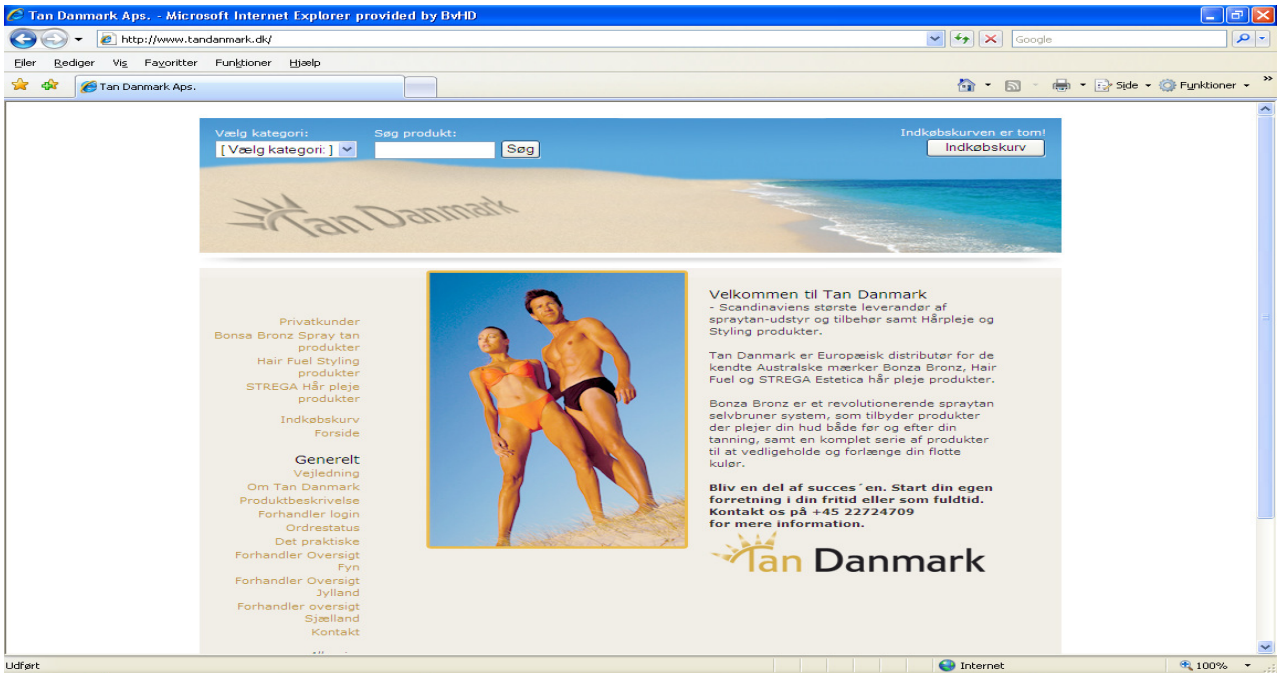 Tan Danmark Aps. - Microsoft Internet Explorer provided by BvHD
http://www.tandanmark.dk/
Google
Filer Rediger Vis Favoritter Funktioner Hjælp
Tan Danmark Aps.
Side
Funktioner
Vælg kategori:
Søg produkt:
Indkøbskurven er tom!
[ Vælg kategori: ]
Søg
Indkøbskurv
Tan Danmark
Privatkunder
Bonsa Bronz Spray tan
produkter
Hair Fuel Styling
produkter
STREGA Hår pleje
produkter
Indkøbskurv
Forside
Generelt
Vejledning
Om Tan Danmark
Produktbeskrivelse
Forhandler login
Ordrestatus
Det praktiske
Forhandler Oversigt
Fyn
Forhandler Oversigt
Jylland
Forhandler oversigt
Sjælland
Kontakt
Velkommen til Tan Danmark
- Scandinaviens største leverandør af
spraytan-udstyr og tilbehør samt Hårpleje og
Styling produkter.
Tan Danmark er Europæisk distributør for de
kendte Australske mærker Bonza Bronz, Hair
Fuel og STREGA Estetica hår pleje produkter.
Bonza Bronz er et revolutionerende spraytan
selvbruner system, som tilbyder produkter
der plejer din hud både før og efter din
tanning, samt en komplet serie af produkter
til at vedligeholde og forlænge din flotte
kulør.
Bliv en del af succes´en. Start din egen
forretning i din fritid eller som fuldtid.
Kontakt os på +45 22724709
for mere information.
Tan Danmark
Udført
Internet
100%